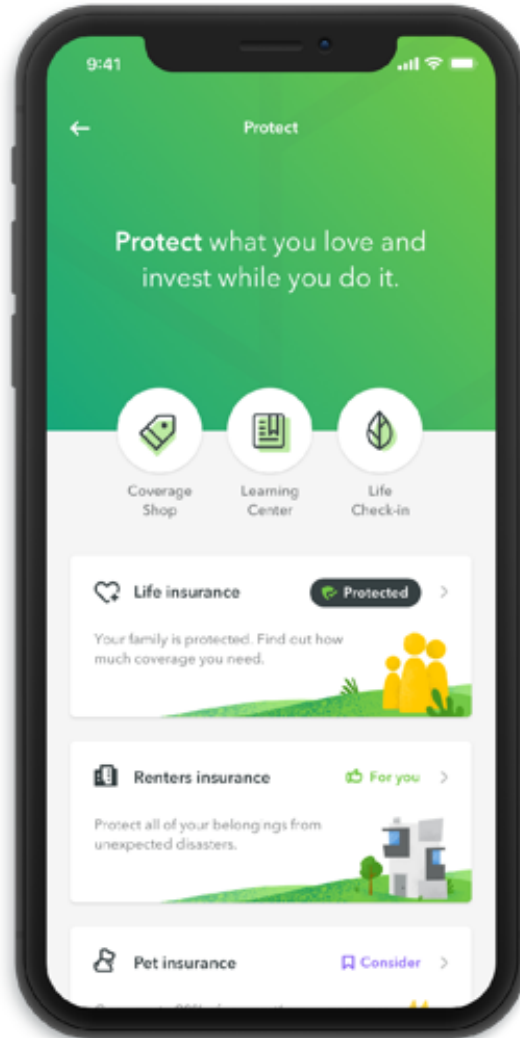 9:41
Protect
Protect what you love and
invest while you do it.
Coverage
Shop
Learning
Center
Life
Check-in
Life insurance
Protected
Your family is protected. Find out how
much coverage you need.
Renters insurance
For you
Protect all of your belongings from
unexpected disasters.
Pet insurance
Consider